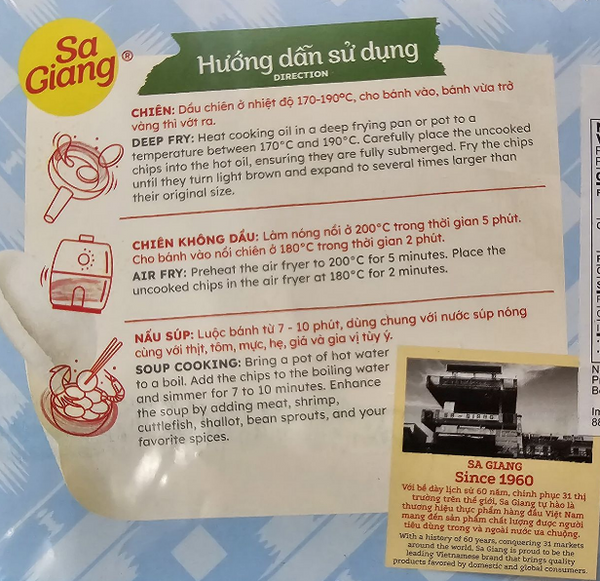 Sa
Giang®
Hướng dẫn sử dụng
DIRECTION
CHIÊN: Dầu chiên ở nhiệt độ 170-190°C, cho bánh vào, bánh vừa trở
vàng thì vớt ra.
DEEP FRY: Heat cooking oil in a deep frying pan or pot to a
temperature between 170°C and 190°C. Carefully place the uncooked
chips into the hot oil, ensuring they are fully submerged. Fry the chips
until they turn light brown and expand to several times larger than
their original size.
CHIÊN KHÔNG DẦU: Làm nóng nồi ở 200°C trong thời gian 5 phút.
Cho bánh vào nồi chiên ở 180°C trong thời gian 2 phút.
AIR FRY: Preheat the air fryer to 200°C for 5 minutes. Place the
uncooked chips in the air fryer at 180°C for 2 minutes.
NẤU SÚP: Luộc bánh từ 7 - 10 phút, dùng chung với nước súp nóng
cùng với thịt, tôm, mực, hẹ, giá và gia vị tùy ý.
SOUP COOKING: Bring a pot of hot water
to a boil. Add the chips to the boiling water
and simmer for 7 to 10 minutes. Enhance
the soup by adding meat, shrimp,
cuttlefish, shallot, bean sprouts, and your
favorite spices.
SA GIANG
SA GIANG
Since 1960
Với bề dày lịch sử 60 năm, chinh phục 31 thị
trường trên thế giới, Sa Giang tự hào là
thương hiệu thực phẩm hàng đầu Việt Nam
mang đến sản phẩm chất lượng được người
tiêu dùng trong và ngoài nước ưa chuộng.
With a history of 60 years, conquering 31 markets
around the world, Sa Giang is proud to be the
leading Vietnamese brand that brings quality
products favored by domestic and global consumers.